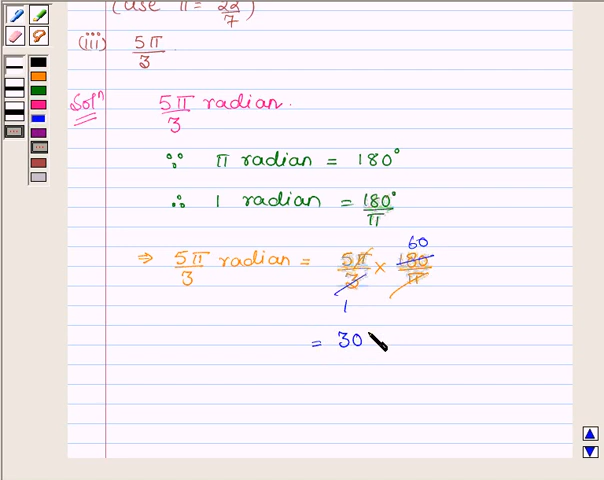 (Use π = 22/7)
(iii) 5π/3
Solⁿ 5π/3 radian.
∵ π radian = 180°
∴ 1 radian = 180°/π
⇒ 5π/3 radian = 5π/3 × 180/π
60
1
= 30